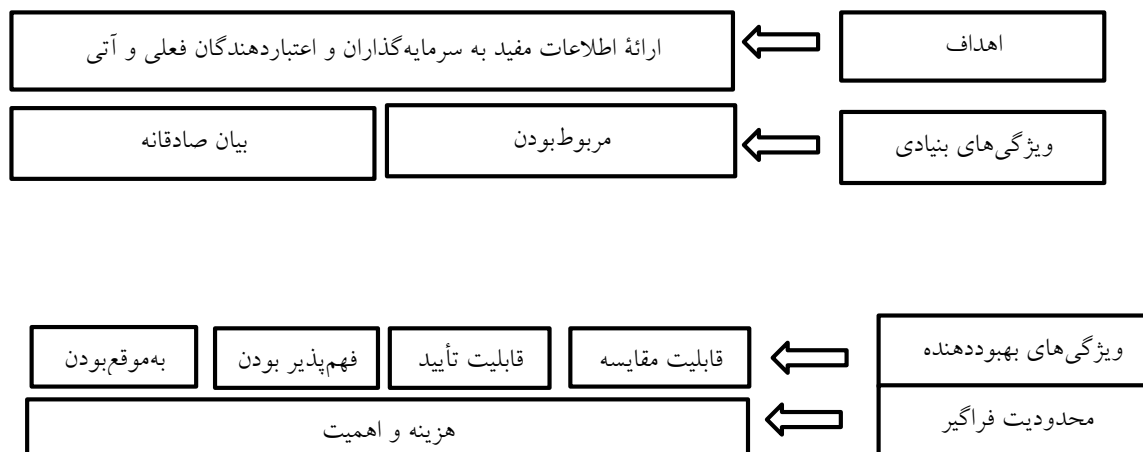 اهداف
ارائهٔ اطلاعات مفید به سرمایه‌گذاران و اعتباردهندگان فعلی و آتی
ویژگی‌های بنیادی
مربوط‌بودن
بیان صادقانه
ویژگی‌های بهبوددهنده
قابلیت مقایسه
قابلیت تأیید
فهم‌پذیر بودن
به‌موقع‌بودن
محدودیت فراگیر
هزینه و اهمیت